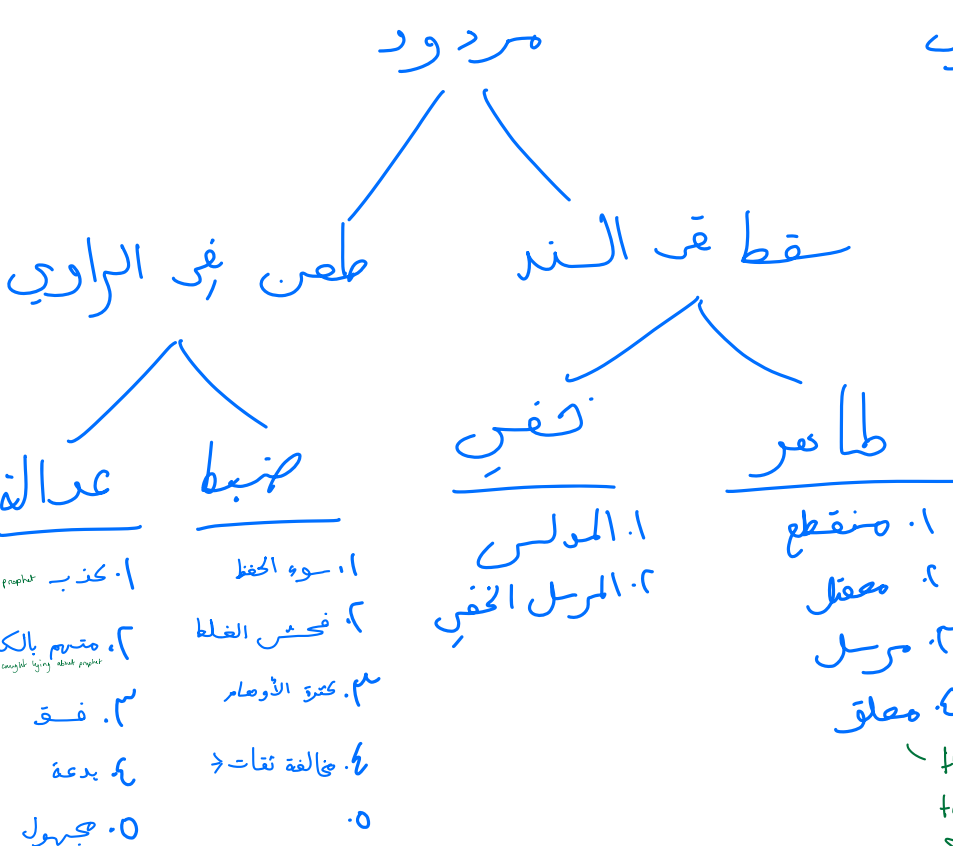 مردود
سقط في السند
طعن في الراوي
ظاهر
١. منقطع
٢. معضل
٣. مرسل
٤. معلق
خفي
١. المدلس
٢. المرسل الخفي
ضبط
١. سوء الحفظ
٢. فحش الغلط
٣. كثرة الأوهام
٤. مخالفة ثقات
٥.
عدالة
١. كذب
prophet
٢. متهم بالك
caught lying about prophet
٣. فسق
٤. بدعة
٥. مجهول